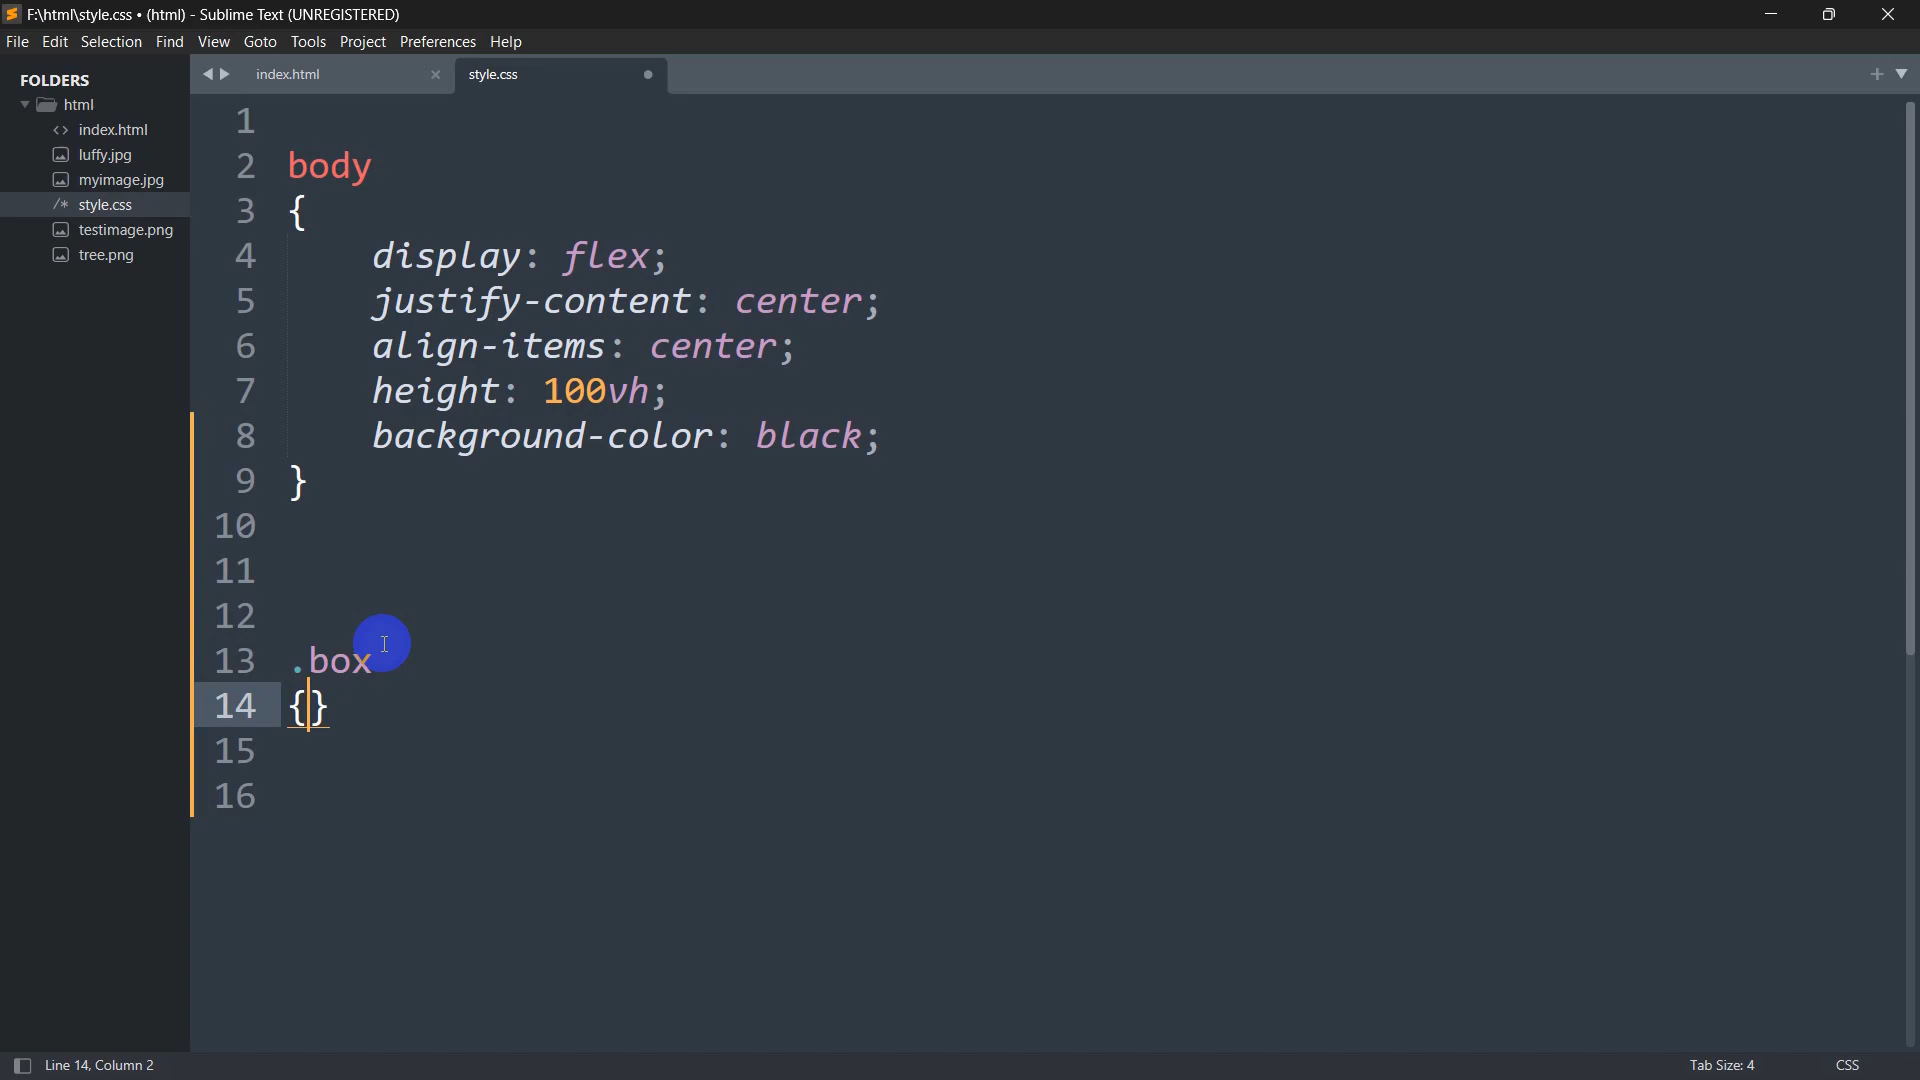 F:\html\style.css • (html) - Sublime Text (UNREGISTERED)
File Edit Selection Find View Goto Tools Project Preferences Help
FOLDERS
html
index.html
luffy.jpg
myimage.jpg
style.css
testimage.png
tree.png
index.html
style.css
1
2 body
3 {
4 display: flex;
5 justify-content: center;
6 align-items: center;
7 height: 100vh;
8 background-color: black;
9 }
10
11
12
13 .box
14 {}
15
16
Line 14, Column 2
Tab Size: 4
CSS